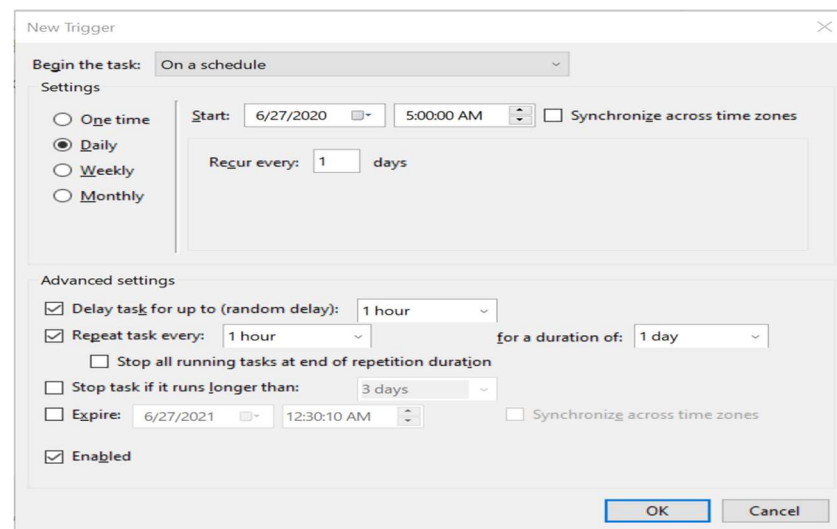 New Trigger
Begin the task: On a schedule
Settings
One time
Start: 6/27/2020 5:00:00 AM Synchronize across time zones
Daily
Recur every: 1 days
Weekly
Monthly
Advanced settings
Delay task for up to (random delay): 1 hour
Repeat task every: 1 hour for a duration of: 1 day
Stop all running tasks at end of repetition duration
Stop task if it runs longer than: 3 days
Expire: 6/27/2021 12:30:10 AM Synchronize across time zones
Enabled
OK Cancel